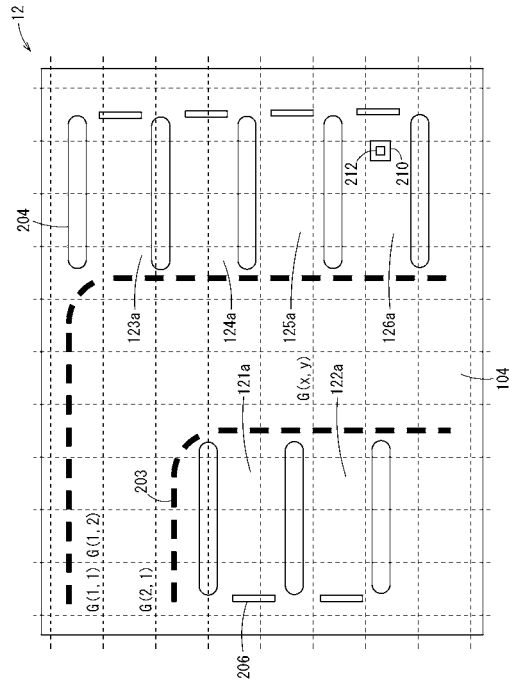 204
G(1, 1) G(1, 2)
123a
G(2, 1)
203
124a
206
121a
125a
G(x, y)
122a
212
126a
210
12
104